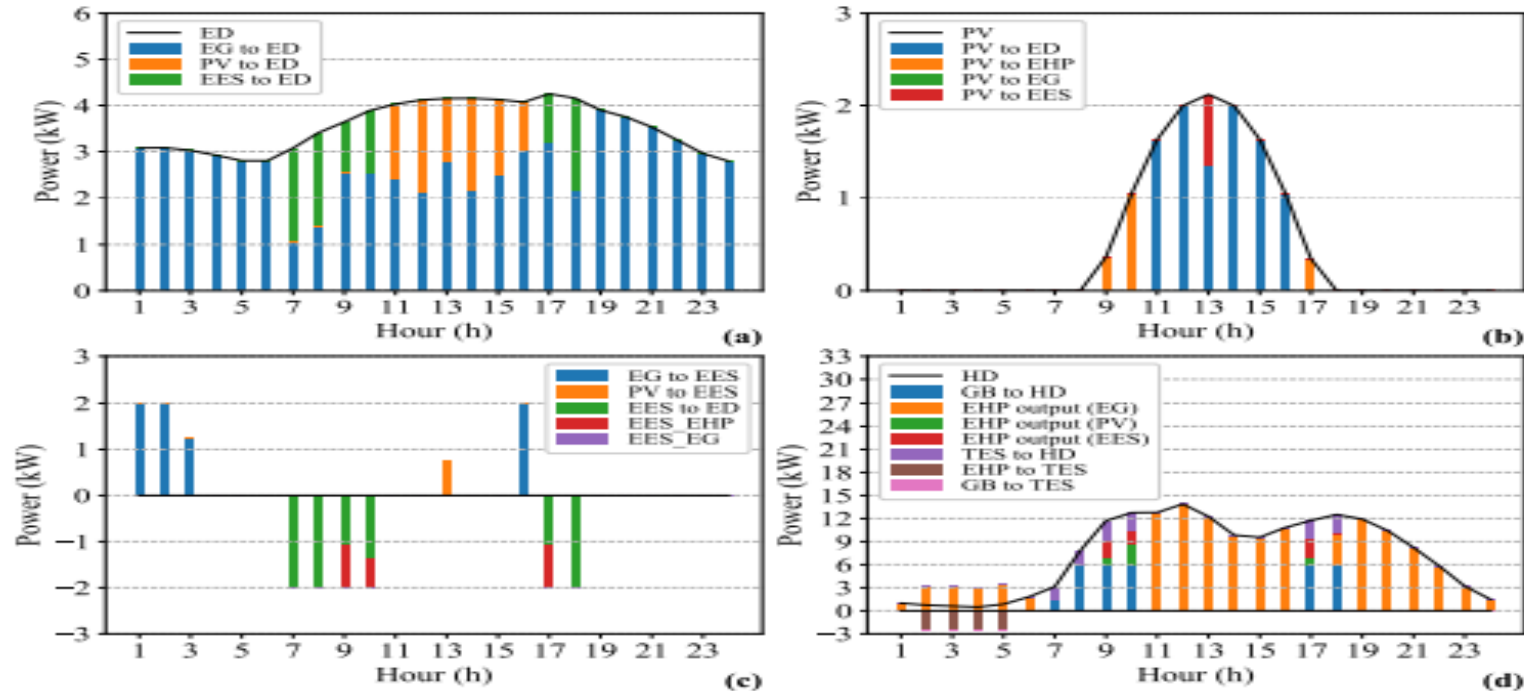 6
5
4
3
2
1
0
Power (kW)
ED
EG to ED
PV to ED
EES to ED
1 3 5 7 9 11 13 15 17 19 21 23
Hour (h)
(a)
3
2
1
0
Power (kW)
PV
PV to ED
PV to EHP
PV to EG
PV to EES
1 3 5 7 9 11 13 15 17 19 21 23
Hour (h)
(b)
3
2
1
0
−1
−2
−3
Power (kW)
EG to EES
PV to EES
EES to ED
EES_EHP
EES_EG
1 3 5 7 9 11 13 15 17 19 21 23
Hour (h)
(c)
33
30
27
24
21
18
15
12
9
6
3
0
−3
Power (kW)
HD
GB to HD
EHP output (EG)
EHP output (PV)
EHP output (EES)
TES to HD
EHP to TES
GB to TES
1 3 5 7 9 11 13 15 17 19 21 23
Hour (h)
(d)